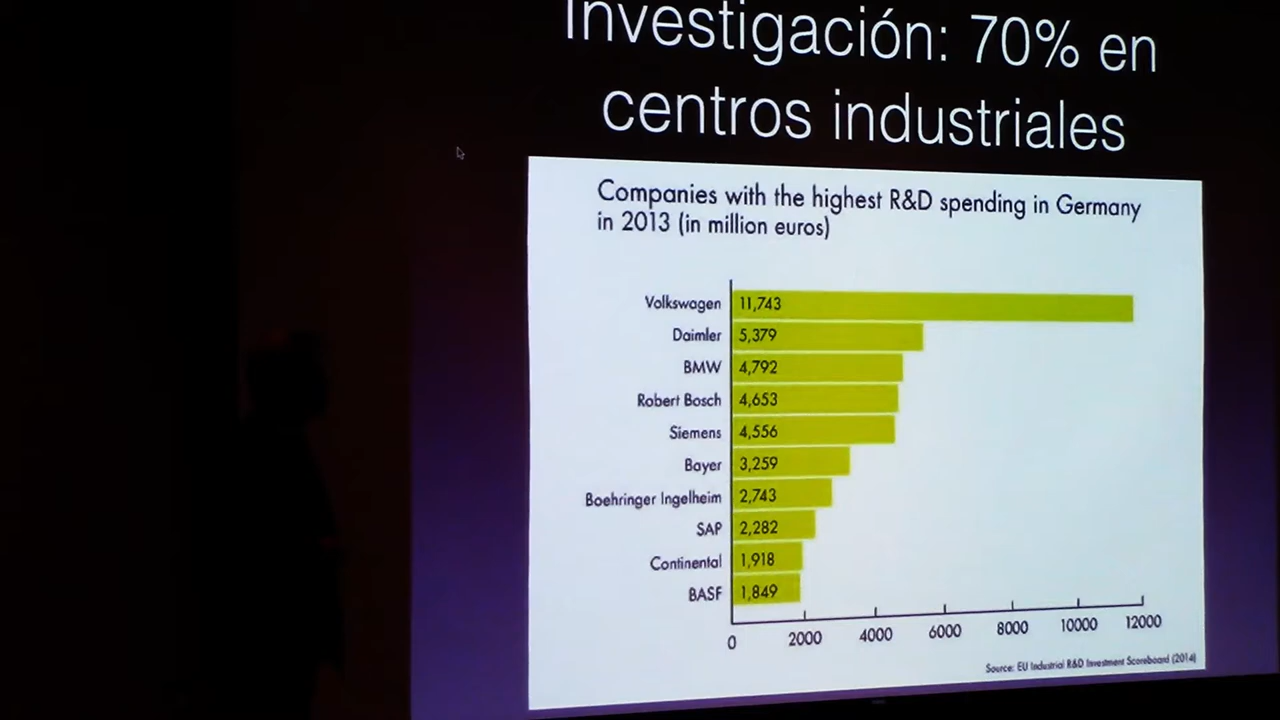 Investigación: 70% en
centros industriales
Companies with the highest R&D spending in Germany
in 2013 (in million euros)
Volkswagen 11,743
Daimler 5,379
BMW 4,792
Robert Bosch 4,653
Siemens 4,556
Bayer 3,259
Boehringer Ingelheim 2,743
SAP 2,282
Continental 1,918
BASF 1,849
0 2000 4000 6000 8000 10000 12000
Source: EU Industrial R&D Investment Scoreboard (2014)